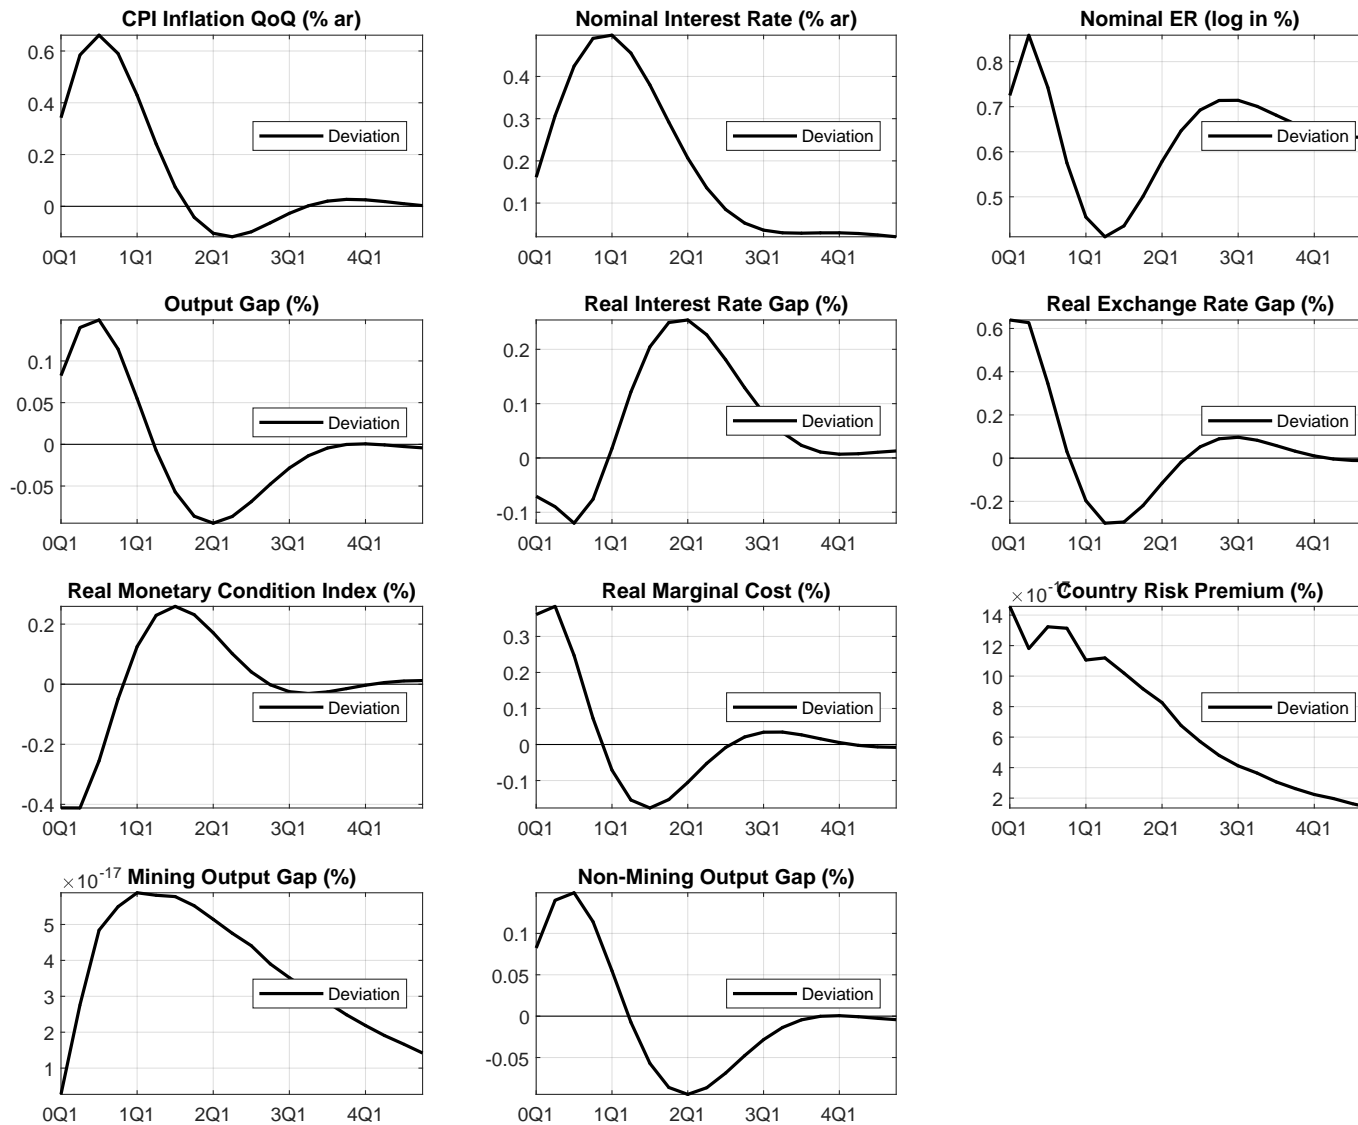 CPI Inflation QoQ (% ar)
0.6
0.4
0.2
0
0Q1 1Q1 2Q1 3Q1 4Q1
Deviation
Nominal Interest Rate (% ar)
0.4
0.3
0.2
0.1
0Q1 1Q1 2Q1 3Q1 4Q1
Deviation
Nominal ER (log in %)
0.8
0.7
0.6
0.5
0Q1 1Q1 2Q1 3Q1 4Q1
Deviation
Output Gap (%)
0.1
0.05
0
-0.05
0Q1 1Q1 2Q1 3Q1 4Q1
Deviation
Real Interest Rate Gap (%)
0.2
0.1
0
-0.1
0Q1 1Q1 2Q1 3Q1 4Q1
Deviation
Real Exchange Rate Gap (%)
0.6
0.4
0.2
0
-0.2
0Q1 1Q1 2Q1 3Q1 4Q1
Deviation
Real Monetary Condition Index (%)
0.2
0
-0.2
-0.4
0Q1 1Q1 2Q1 3Q1 4Q1
Deviation
Real Marginal Cost (%)
0.3
0.2
0.1
0
-0.1
0Q1 1Q1 2Q1 3Q1 4Q1
Deviation
Country Risk Premium (%)
×10⁻¹⁷
14
12
10
8
6
4
2
0Q1 1Q1 2Q1 3Q1 4Q1
Deviation
Mining Output Gap (%)
×10⁻¹⁷
5
4
3
2
1
0Q1 1Q1 2Q1 3Q1 4Q1
Deviation
Non-Mining Output Gap (%)
0.1
0.05
0
-0.05
0Q1 1Q1 2Q1 3Q1 4Q1
Deviation